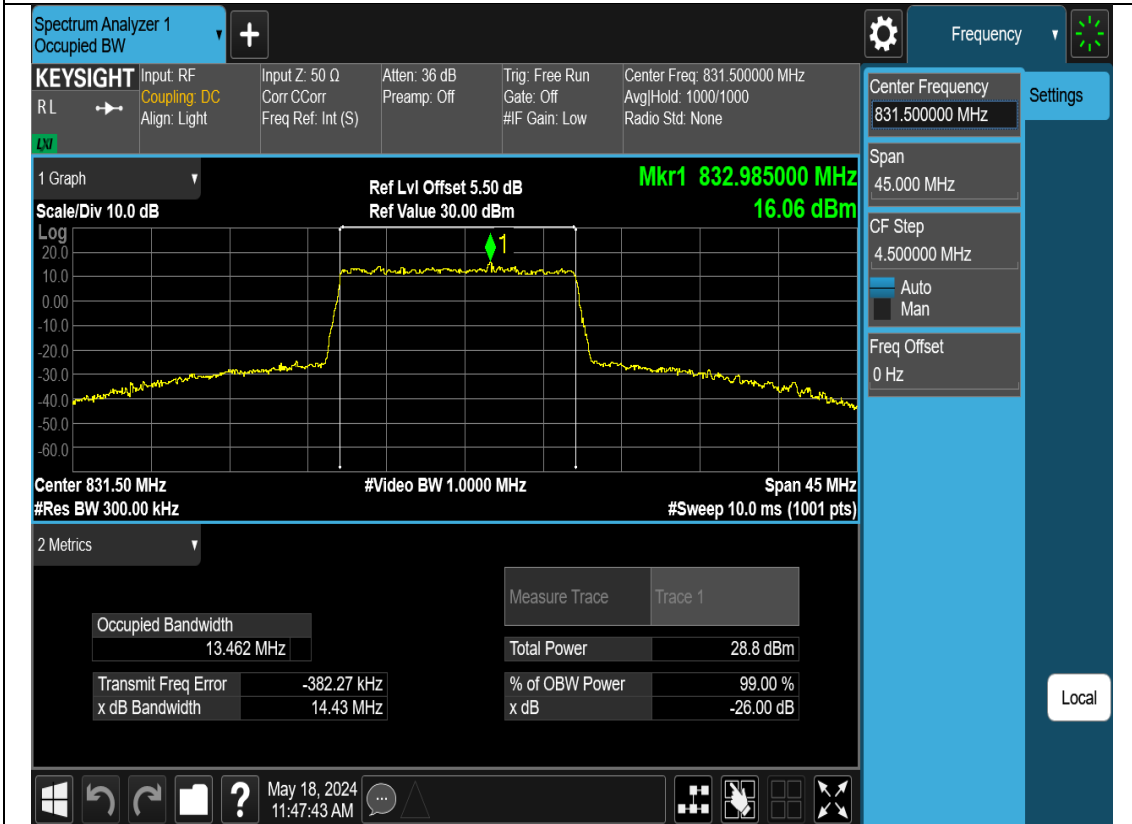 Spectrum Analyzer 1
Occupied BW
+
Frequency
KEYSIGHT
R L
LXI
Input: RF
Coupling: DC
Align: Light
Input Z: 50 Ω
Corr CCorr
Freq Ref: Int (S)
Atten: 36 dB
Preamp: Off
Trig: Free Run
Gate: Off
#IF Gain: Low
Center Freq: 831.500000 MHz
Avg|Hold: 1000/1000
Radio Std: None
Center Frequency
831.500000 MHz
Settings
Span
45.000 MHz
CF Step
4.500000 MHz
Auto
Man
Freq Offset
0 Hz
1 Graph
Scale/Div 10.0 dB
Ref Lvl Offset 5.50 dB
Ref Value 30.00 dBm
Mkr1 832.985000 MHz
16.06 dBm
Log
20.0
10.0
0.00
-10.0
-20.0
-30.0
-40.0
-50.0
-60.0
1
Center 831.50 MHz
#Video BW 1.0000 MHz
Span 45 MHz
#Res BW 300.00 kHz
#Sweep 10.0 ms (1001 pts)
2 Metrics
Measure Trace
Trace 1
Occupied Bandwidth
13.462 MHz
Total Power
28.8 dBm
Transmit Freq Error
-382.27 kHz
% of OBW Power
99.00 %
x dB Bandwidth
14.43 MHz
x dB
-26.00 dB
Local
?
May 18, 2024
11:47:43 AM